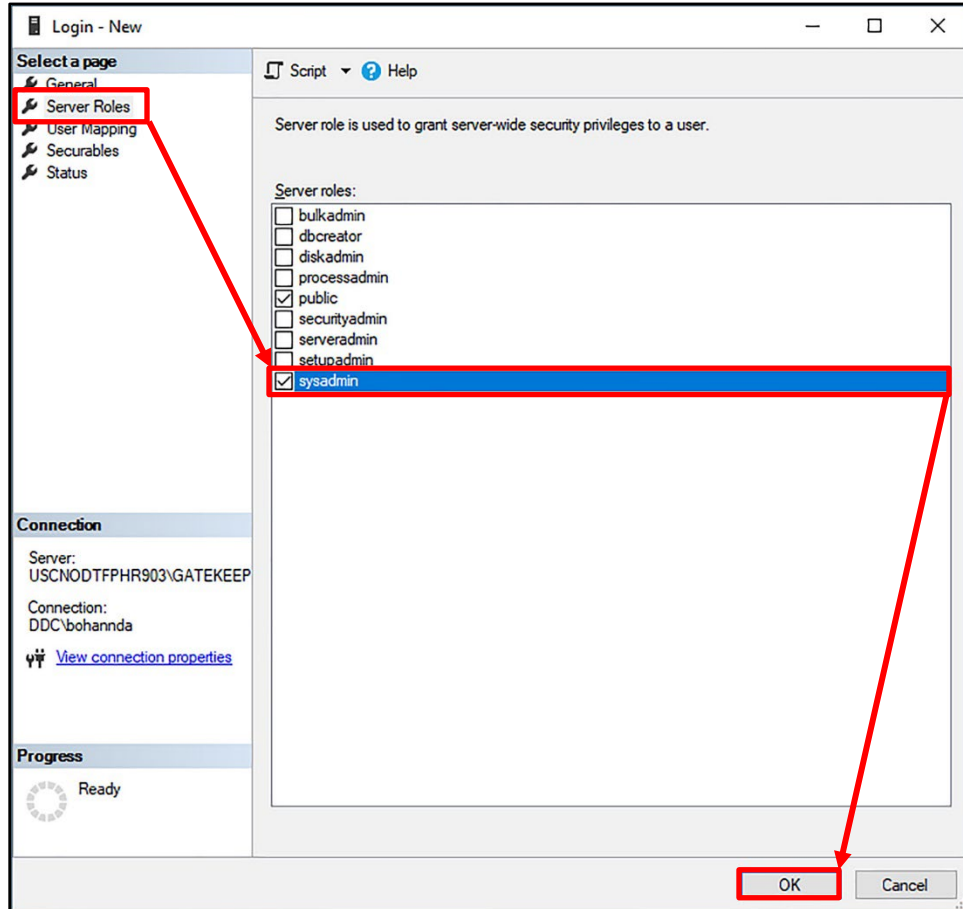 Login - New
Select a page
General
Server Roles
User Mapping
Securables
Status
Script Help
Server role is used to grant server-wide security privileges to a user.
Server roles:
bulkadmin
dbcreator
diskadmin
processadmin
public
securityadmin
serveradmin
setupadmin
sysadmin
Connection
Server:
USCNODTFPHR903\GATEKEEP
Connection:
DDC\bohannda
View connection properties
Progress
Ready
OK Cancel